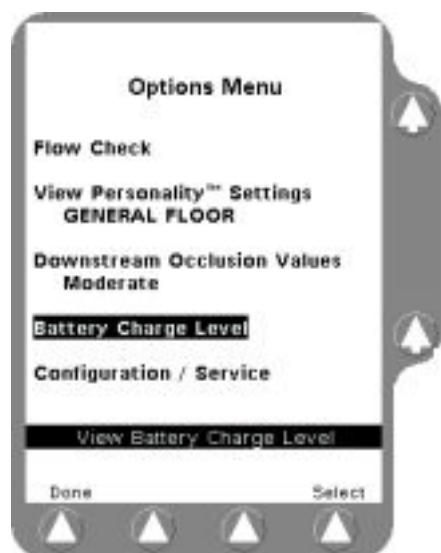 Options Menu
Flow Check
View Personality™ Settings
GENERAL FLOOR
Downstream Occlusion Values
Moderate
Battery Charge Level
Configuration / Service
View Battery Charge Level
Done Select